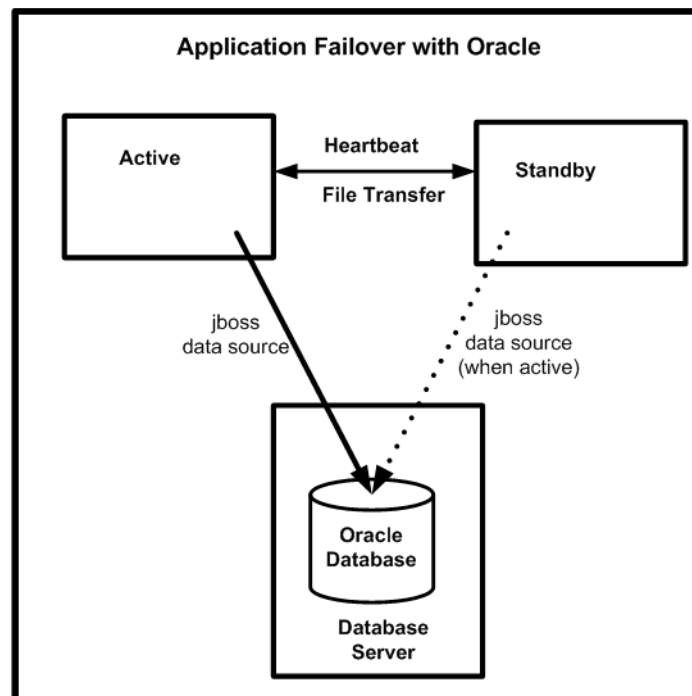 Application Failover with Oracle
Active
Heartbeat
File Transfer
Standby
jboss
data source
jboss
data source
(when active)
Oracle
Database
Database
Server